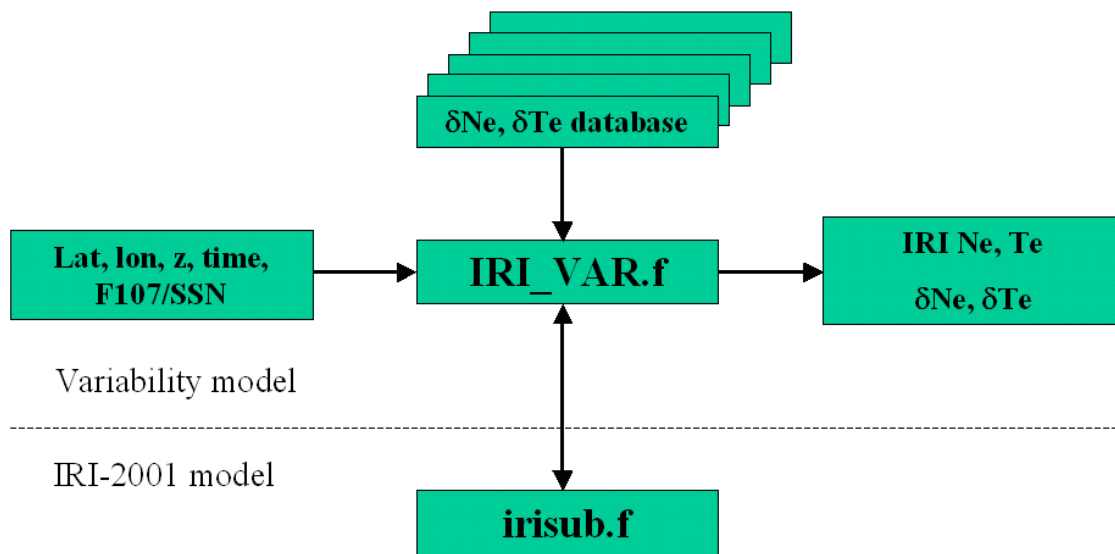 δNe, δTe database
Lat, lon, z, time,
F107/SSN
IRI_VAR.f
IRI Ne, Te
δNe, δTe
Variability model
IRI-2001 model
irisub.f